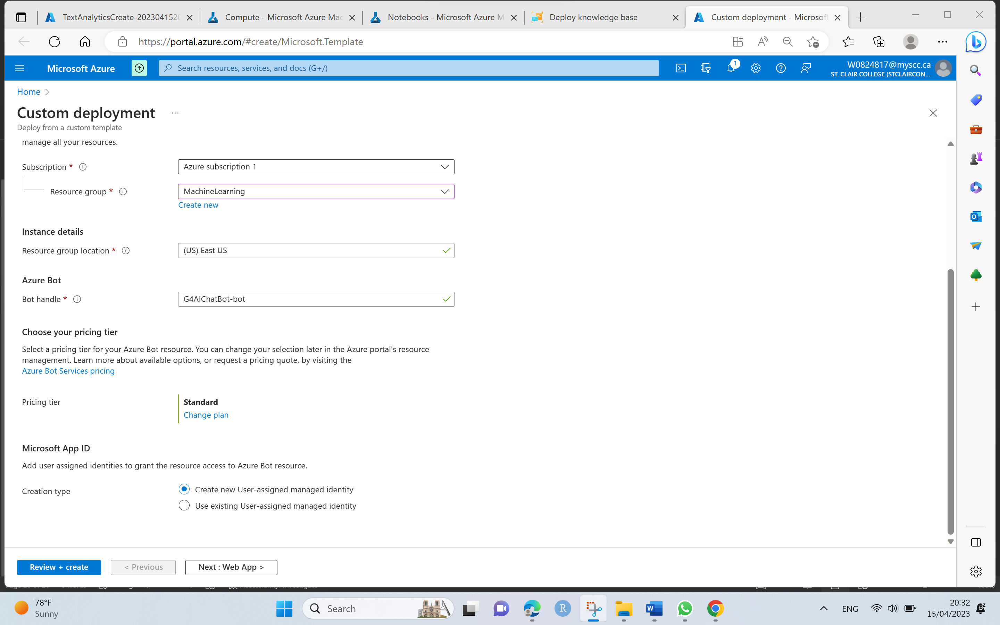 TextAnalyticsCreate-2023041520
Compute - Microsoft Azure Mac
Notebooks - Microsoft Azure M
Deploy knowledge base
Custom deployment - Microsoft
https://portal.azure.com/#create/Microsoft.Template
Microsoft Azure
Search resources, services, and docs (G+/)
1
W0824817@myscc.ca
ST. CLAIR COLLEGE (STCLAIRCON...
Home >
Custom deployment ...
Deploy from a custom template
manage all your resources.
Subscription *
Azure subscription 1
Resource group *
MachineLearning
Create new
Instance details
Resource group location *
(US) East US
Azure Bot
Bot handle *
G4AIChatBot-bot
Choose your pricing tier
Select a pricing tier for your Azure Bot resource. You can change your selection later in the Azure portal's resource
management. Learn more about available options, or request a pricing quote, by visiting the
Azure Bot Services pricing
Pricing tier
Standard
Change plan
Microsoft App ID
Add user assigned identities to grant the resource access to Azure Bot resource.
Creation type
Create new User-assigned managed identity
Use existing User-assigned managed identity
Review + create
< Previous
Next : Web App >
78°F
Sunny
Search
ENG
20:32
15/04/2023